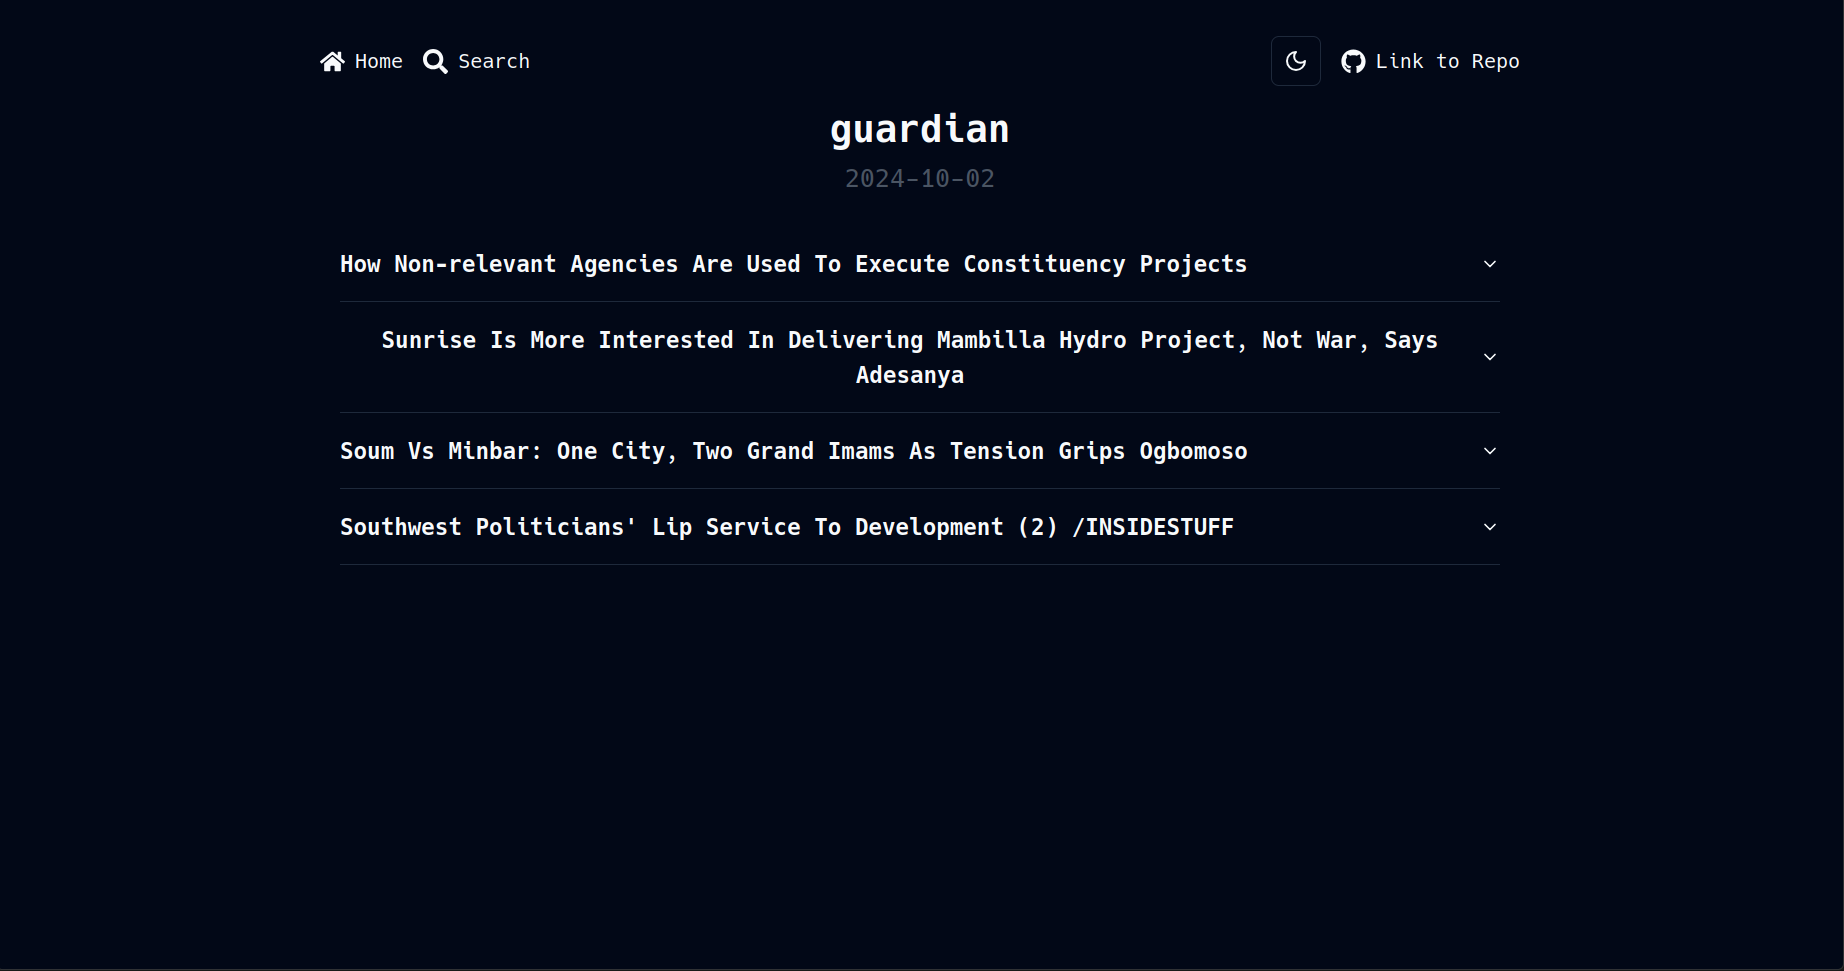 Home Search Link to Repo
guardian
2024-10-02
How Non-relevant Agencies Are Used To Execute Constituency Projects
Sunrise Is More Interested In Delivering Mambilla Hydro Project, Not War, Says
Adesanya
Soum Vs Minbar: One City, Two Grand Imams As Tension Grips Ogbomoso
Southwest Politicians' Lip Service To Development (2) /INSIDESTUFF